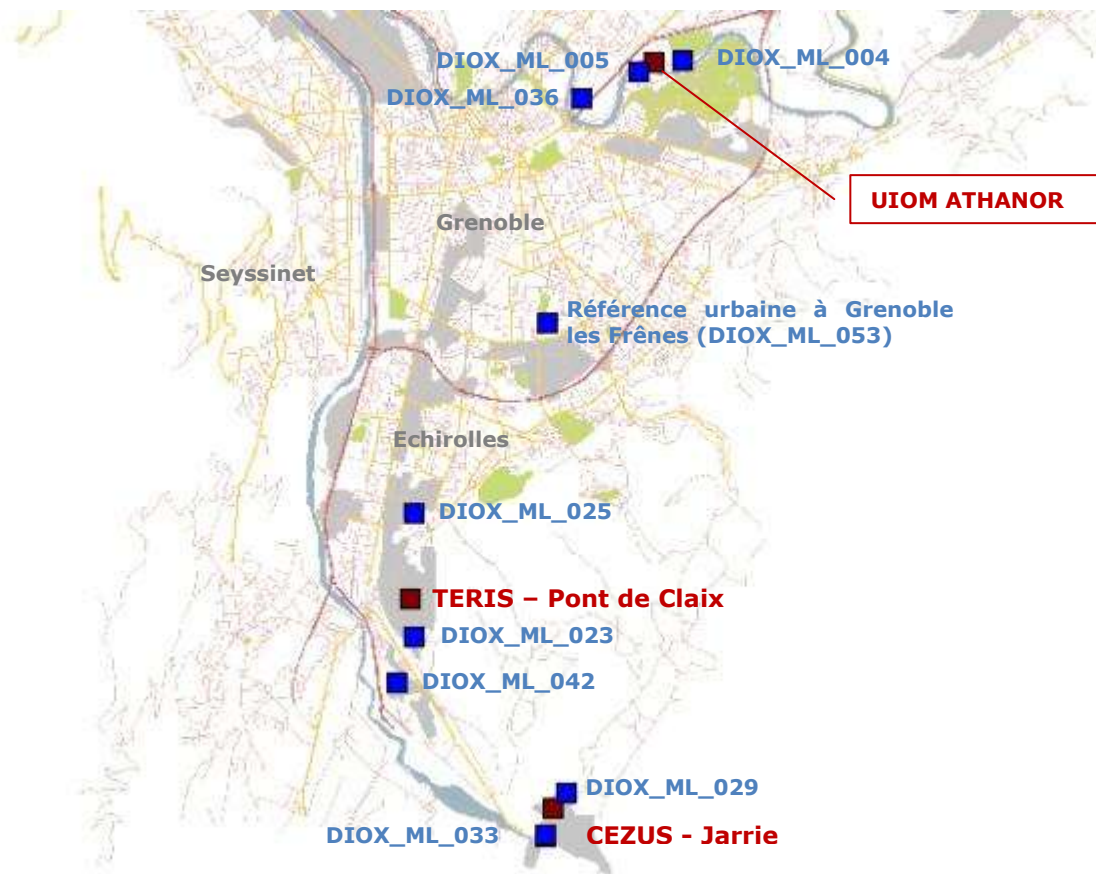 DIOX_ML_005
DIOX_ML_004
DIOX_ML_036
UIOM ATHANOR
Grenoble
Seyssinet
Référence urbaine à Grenoble
les Frênes (DIOX_ML_053)
Echirolles
DIOX_ML_025
TERIS – Pont de Claix
DIOX_ML_023
DIOX_ML_042
DIOX_ML_029
DIOX_ML_033
CEZUS - Jarrie